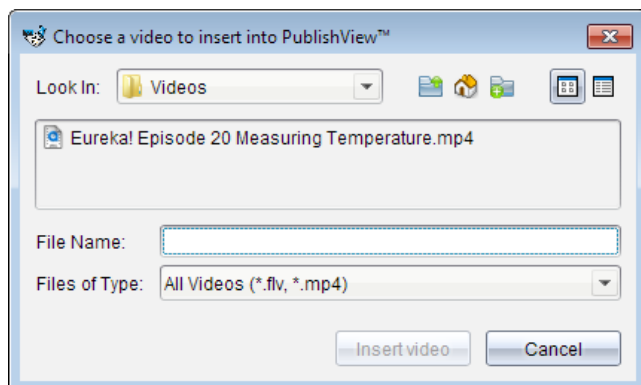 Choose a video to insert into PublishView™
Look In: Videos
Eureka! Episode 20 Measuring Temperature.mp4
File Name:
Files of Type: All Videos (*.flv, *.mp4)
Insert video Cancel